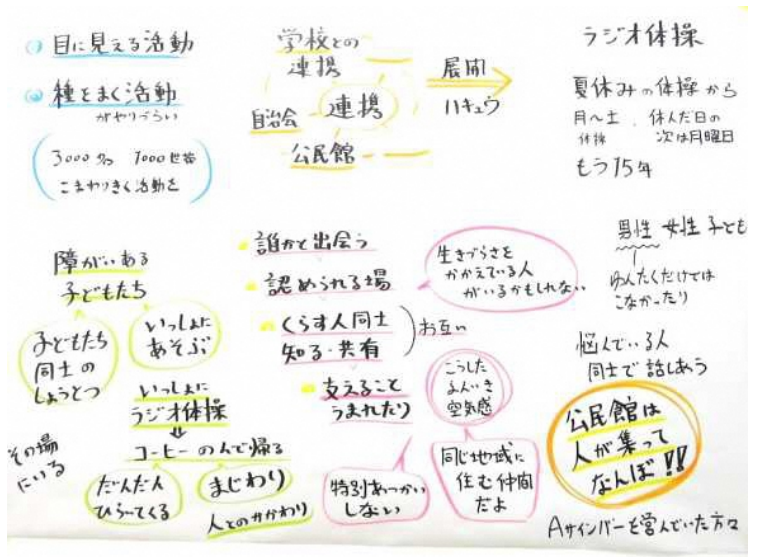 ① 目に見える活動
② 種をまく活動
がやりづらい
3000名 1000世帯
こまわりきく活動を
学校との
連携
自治会
連携
公民館
展開
ハキュウ
ラジオ体操
夏休みの体操から
月〜土 休んだ日の
体操 次は月曜日
もう15年
男性 女性 子ども
ゆんたくだけでは
こなかったり
悩んでいる人
同士で話しあう
公民館は
人が集って
なんぼ!!
Aサインバーを営んでいた方々
誰かと出会う
認められる場
くらす人同士
知る・共有
お互い
支えること
うまれたり
生きづらさを
かかえている人
がいるかもしれない
こうした
ふんいき
空気感
特別あつかい
しない
同じ地域に
住む仲間
だよ
障がいある
子どもたち
子どもたち
同士の
しょうとつ
いっしょに
あそぶ
いっしょに
ラジオ体操
コーヒーのんで帰る
その場
にいる
だんだん
ひらいてくる
まじわり
人とのかかわり